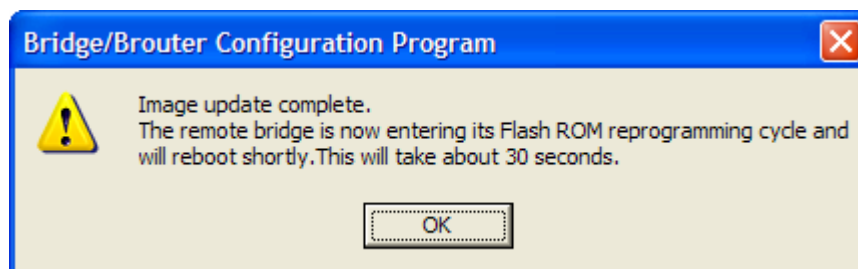 Bridge/Brouter Configuration Program
Image update complete.
The remote bridge is now entering its Flash ROM reprogramming cycle and
will reboot shortly.This will take about 30 seconds.
OK